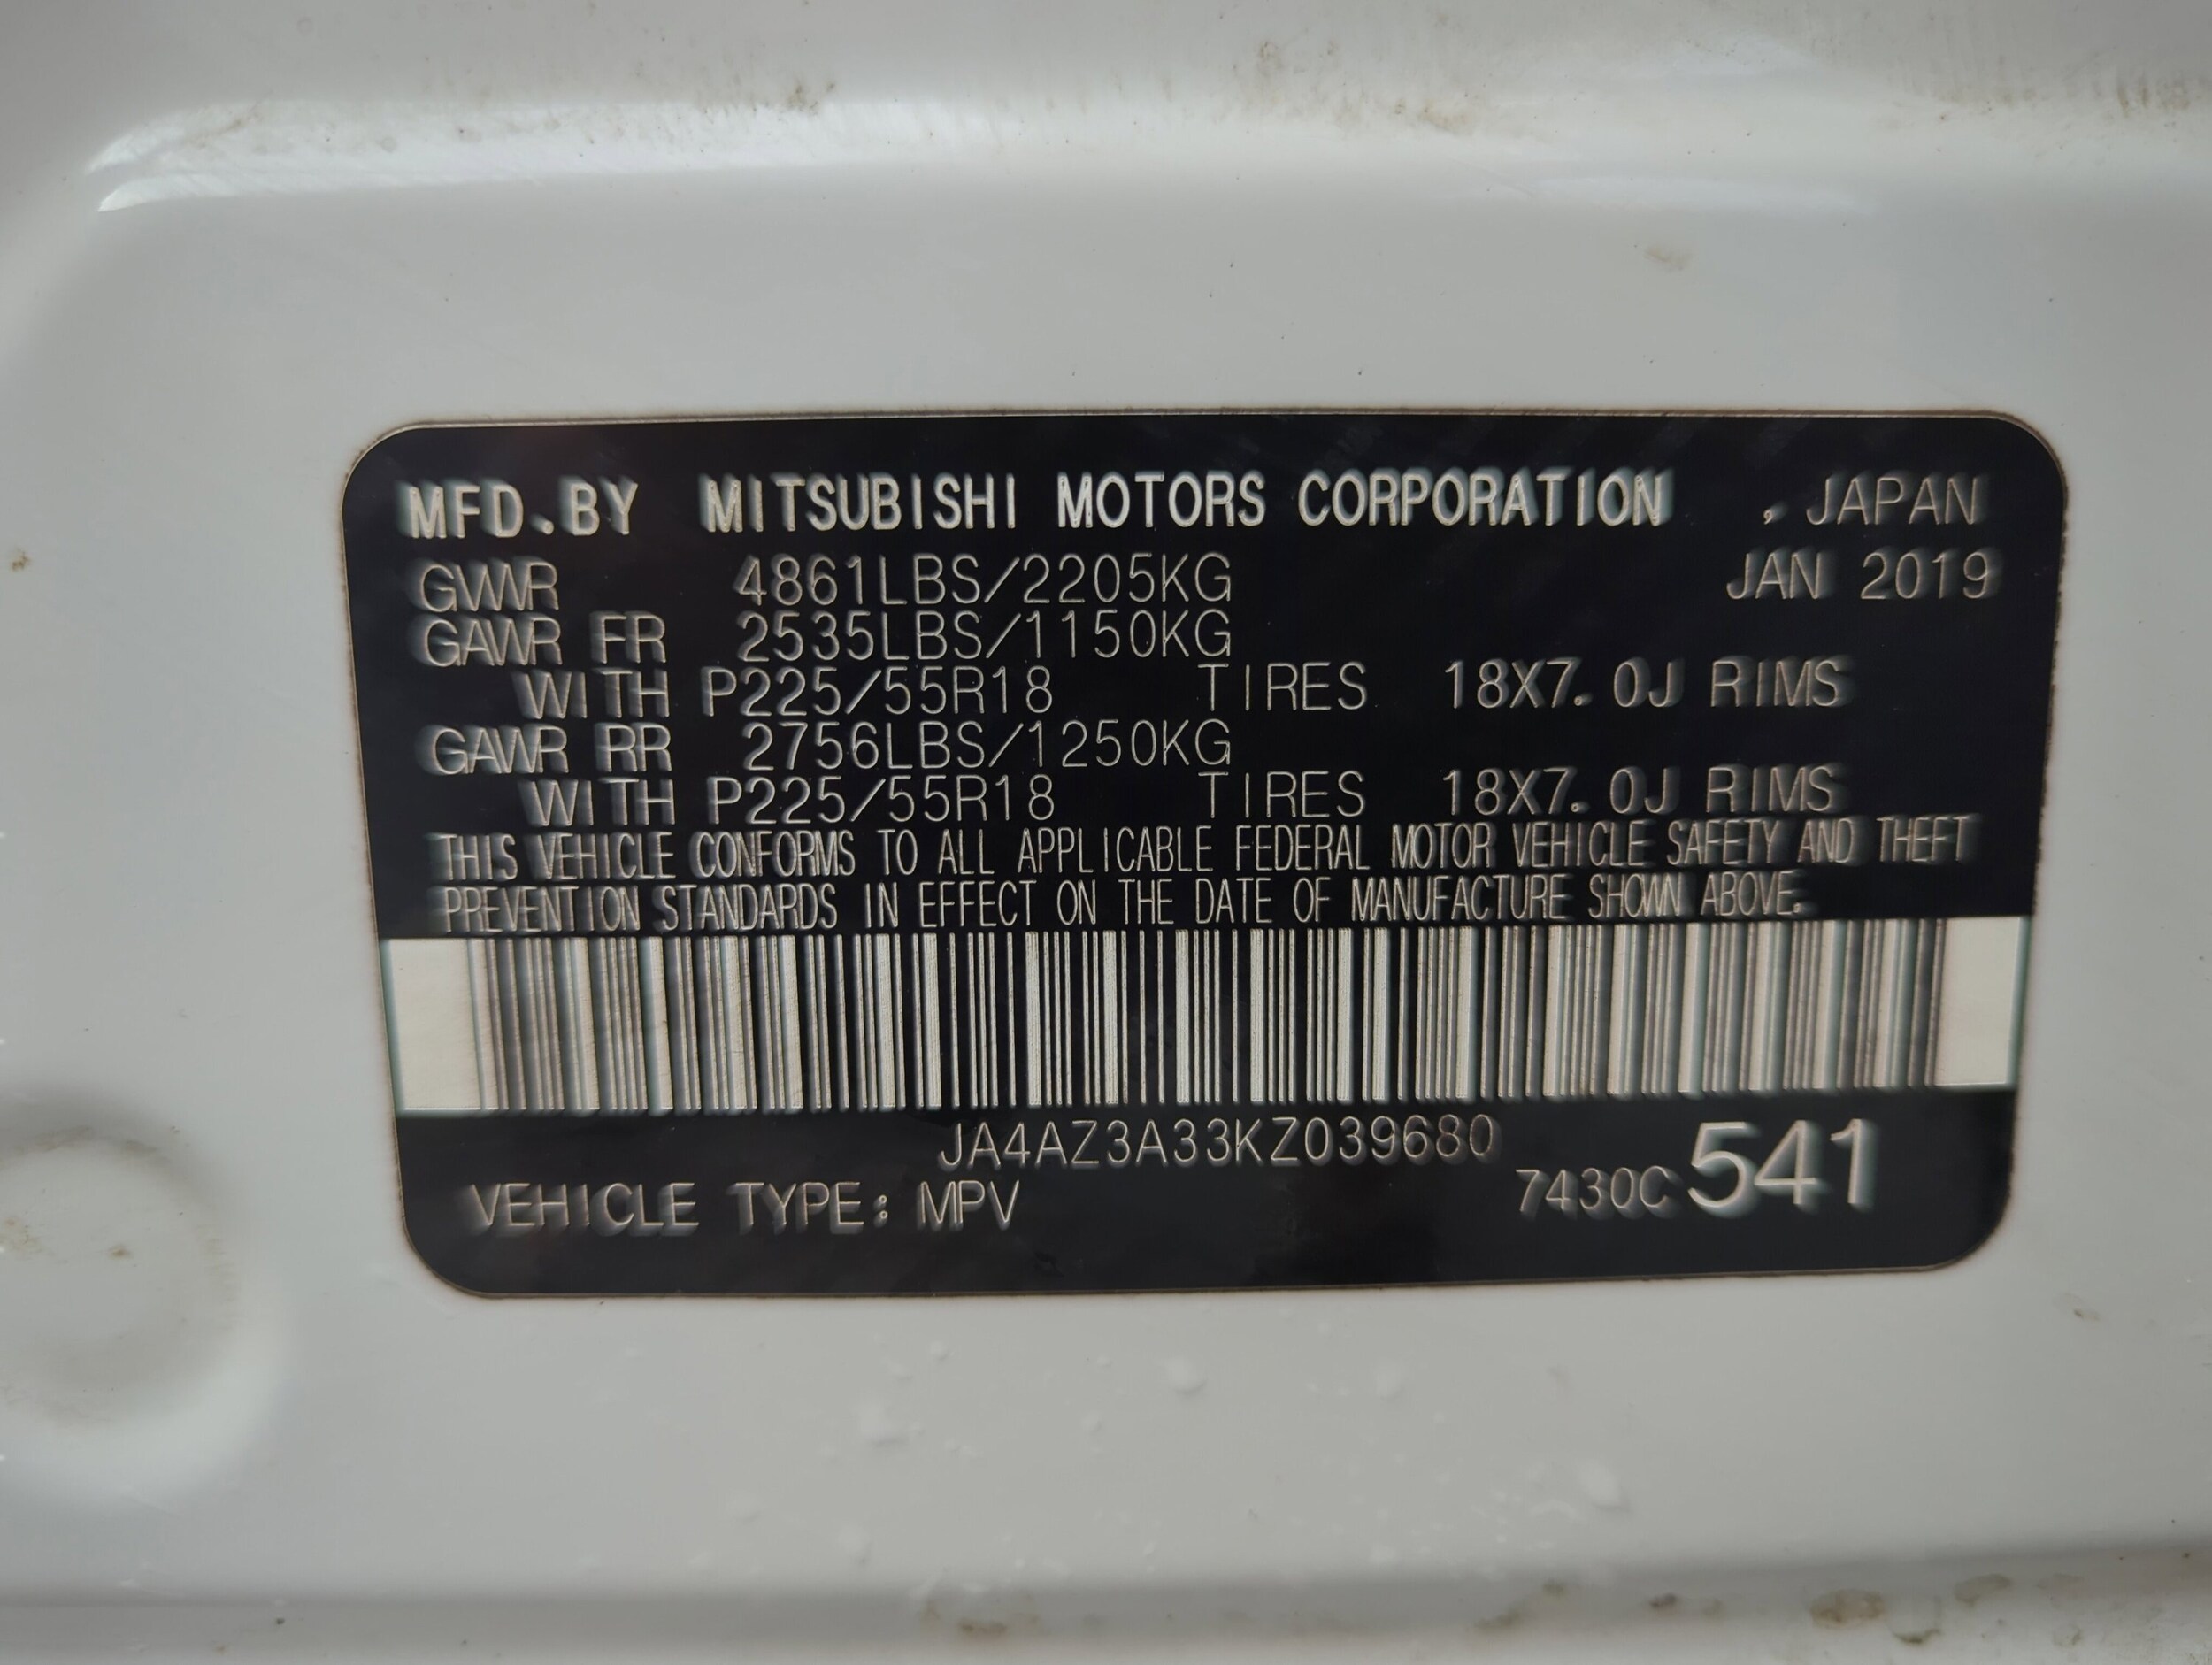 MFD.BY MITSUBISHI MOTORS CORPORATION , JAPAN
GVWR 4861LBS/2205KG JAN 2019
GAWR FR 2535LBS/1150KG
WITH P225/55R18 TIRES 18X7.0J RIMS
GAWR RR 2756LBS/1250KG
WITH P225/55R18 TIRES 18X7.0J RIMS
THIS VEHICLE CONFORMS TO ALL APPLICABLE FEDERAL MOTOR VEHICLE SAFETY AND THEFT
PREVENTION STANDARDS IN EFFECT ON THE DATE OF MANUFACTURE SHOWN ABOVE.
JA4AZ3A33KZ039680
VEHICLE TYPE: MPV 7430C 541